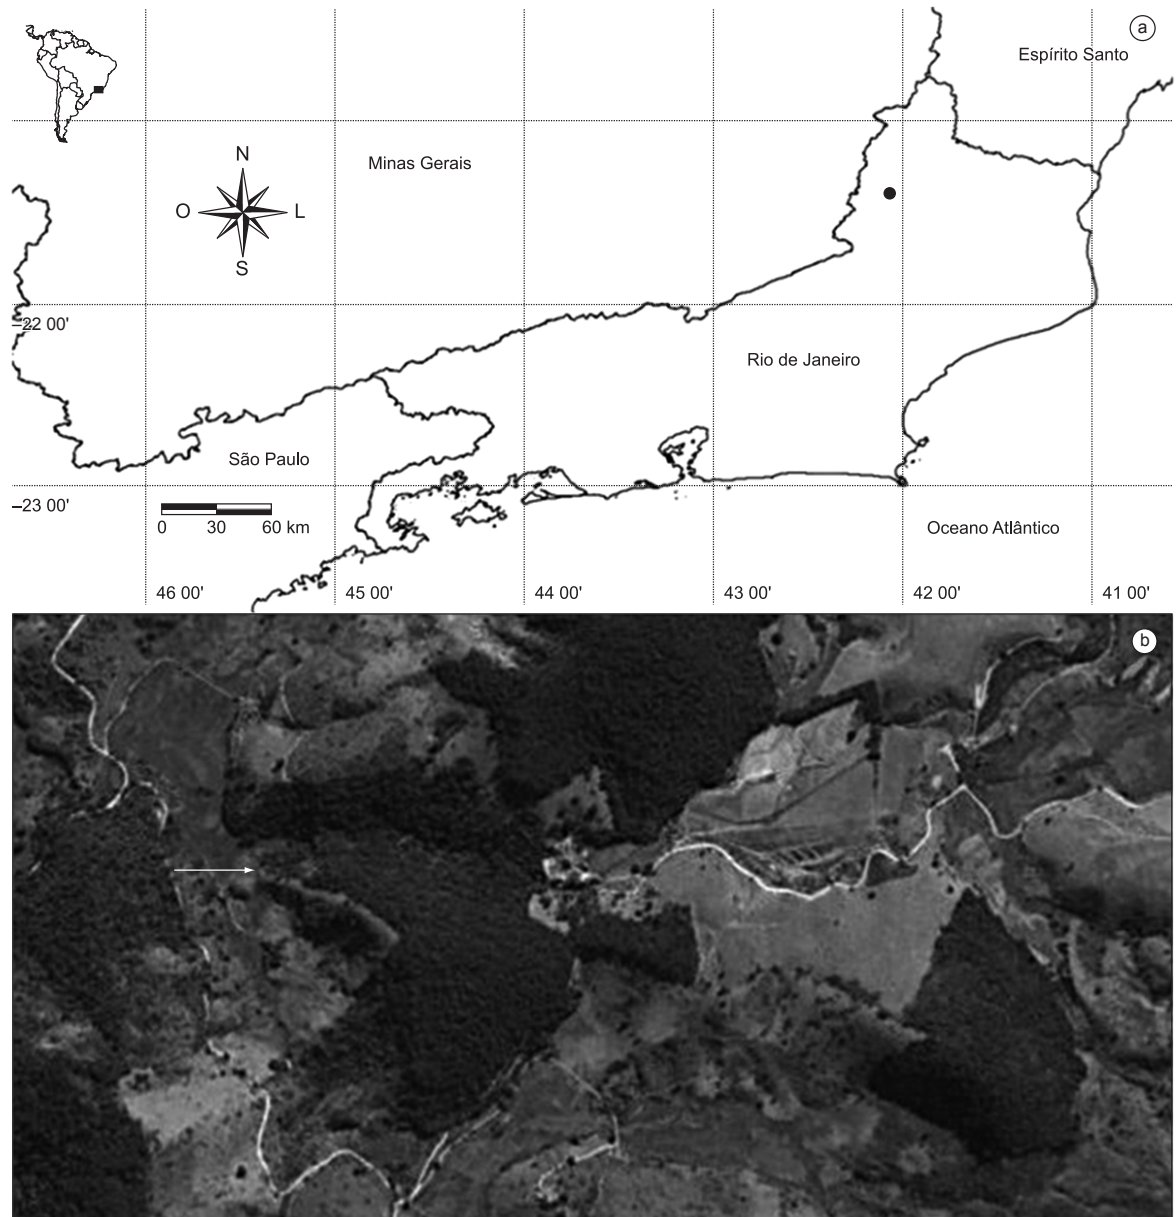 a
Espírito Santo
Minas Gerais
N
O
L
S
–22 00'
Rio de Janeiro
São Paulo
–23 00'
0 30 60 km
Oceano Atlântico
46 00' 45 00' 44 00' 43 00' 42 00' 41 00'
b